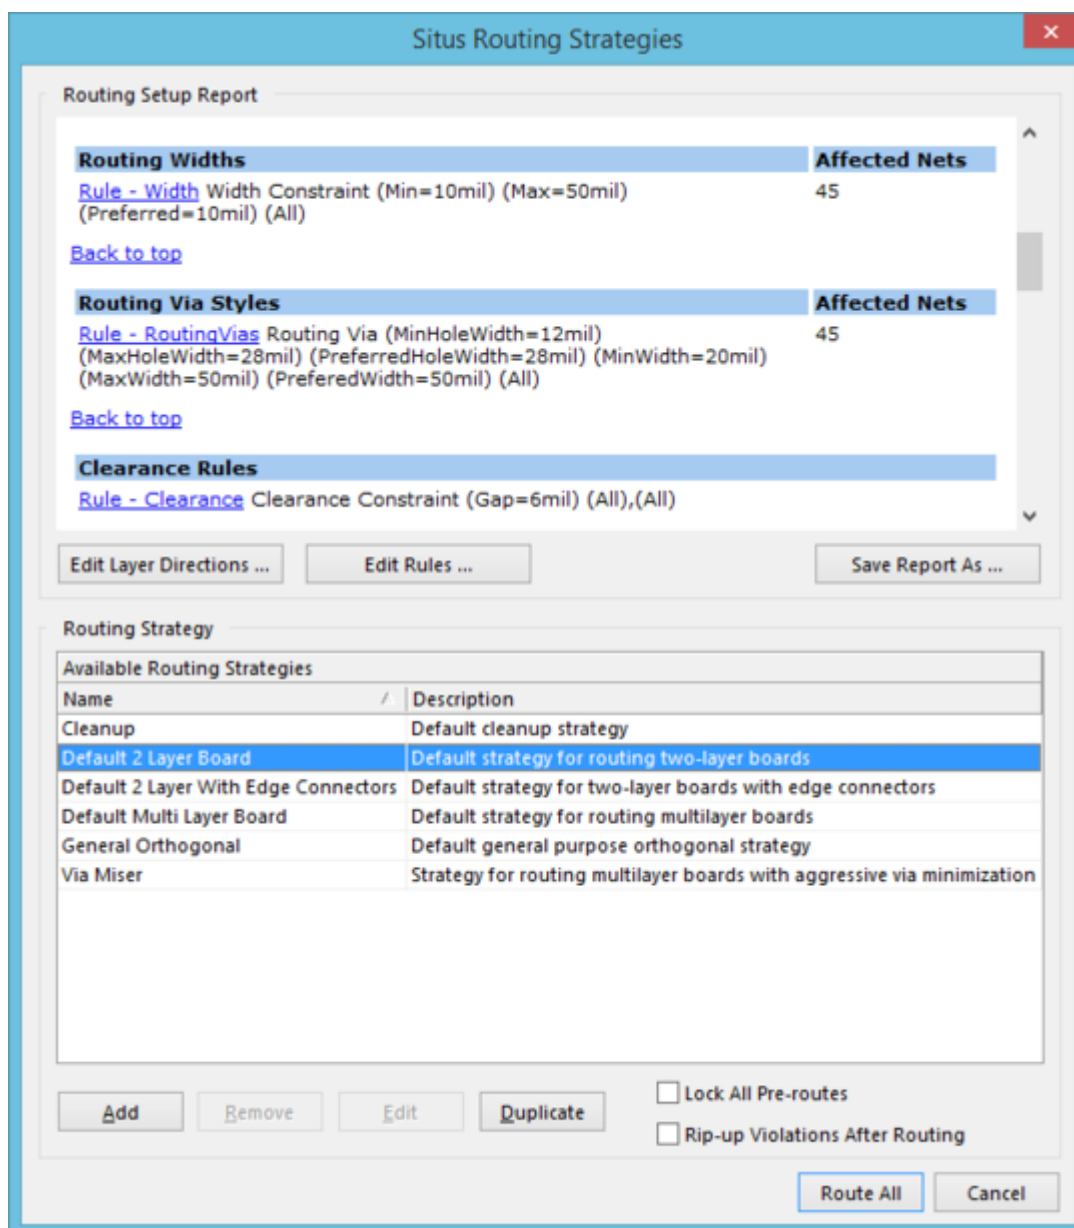 Situs Routing Strategies
Routing Setup Report
Routing Widths Affected Nets
Rule - Width Width Constraint (Min=10mil) (Max=50mil) 45
(Preferred=10mil) (All)
Back to top
Routing Via Styles Affected Nets
Rule - RoutingVias Routing Via (MinHoleWidth=12mil) 45
(MaxHoleWidth=28mil) (PreferredHoleWidth=28mil) (MinWidth=20mil)
(MaxWidth=50mil) (PreferedWidth=50mil) (All)
Back to top
Clearance Rules
Rule - Clearance Clearance Constraint (Gap=6mil) (All),(All)
Edit Layer Directions ... Edit Rules ... Save Report As ...
Routing Strategy
Available Routing Strategies
Name Description
Cleanup Default cleanup strategy
Default 2 Layer Board Default strategy for routing two-layer boards
Default 2 Layer With Edge Connectors Default strategy for two-layer boards with edge connectors
Default Multi Layer Board Default strategy for routing multilayer boards
General Orthogonal Default general purpose orthogonal strategy
Via Miser Strategy for routing multilayer boards with aggressive via minimization
Add Remove Edit Duplicate Lock All Pre-routes
Rip-up Violations After Routing
Route All Cancel